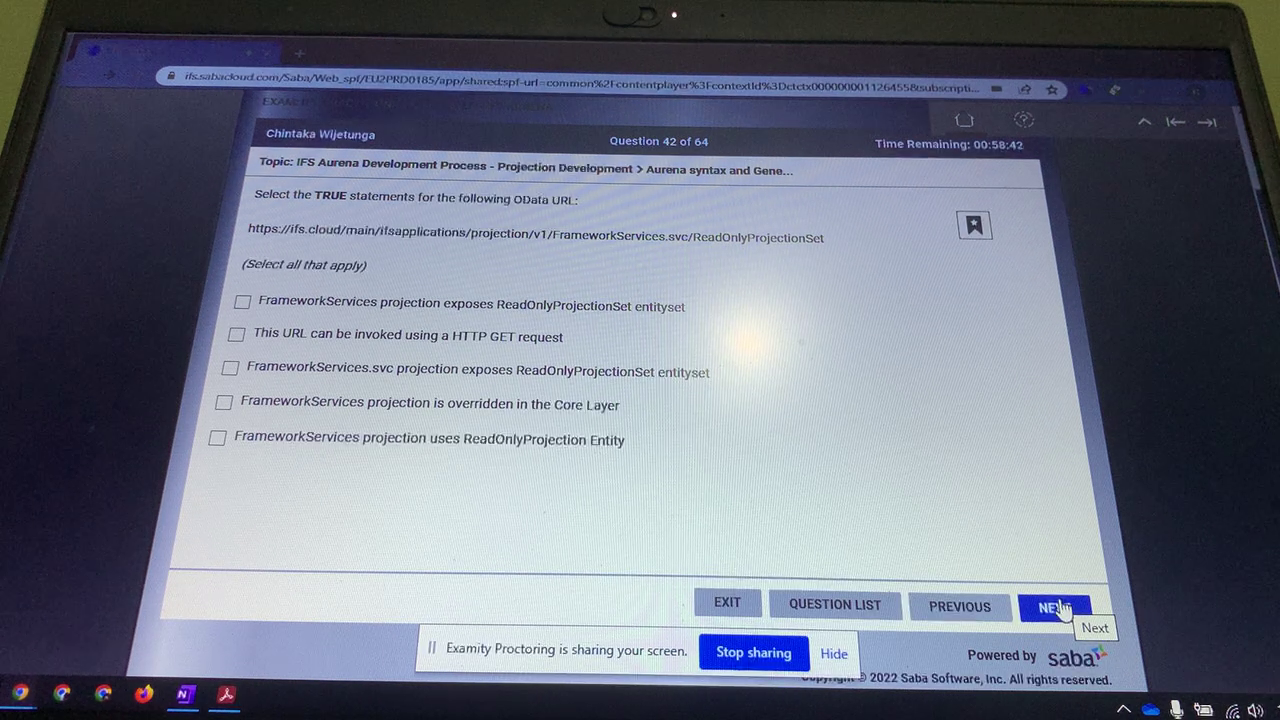 ifs.sabacloud.com/Saba/Web_spf/EU2PRD0185/app/shared;spf-url=common%2Fcontentplayer%3FcontextId%3Dctctx0000000011264558&subscripti...
Chintaka Wijetunga
Question 42 of 64
Time Remaining: 00:58:42
Topic: IFS Aurena Development Process - Projection Development > Aurena syntax and Gene...
Select the TRUE statements for the following OData URL:
https://ifs.cloud/main/ifsapplications/projection/v1/FrameworkServices.svc/ReadOnlyProjectionSet
(Select all that apply)
FrameworkServices projection exposes ReadOnlyProjectionSet entityset
This URL can be invoked using a HTTP GET request
FrameworkServices.svc projection exposes ReadOnlyProjectionSet entityset
FrameworkServices projection is overridden in the Core Layer
FrameworkServices projection uses ReadOnlyProjection Entity
EXIT
QUESTION LIST
PREVIOUS
Next
Examity Proctoring is sharing your screen.
Stop sharing
Hide
Powered by saba
© 2022 Saba Software, Inc. All rights reserved.